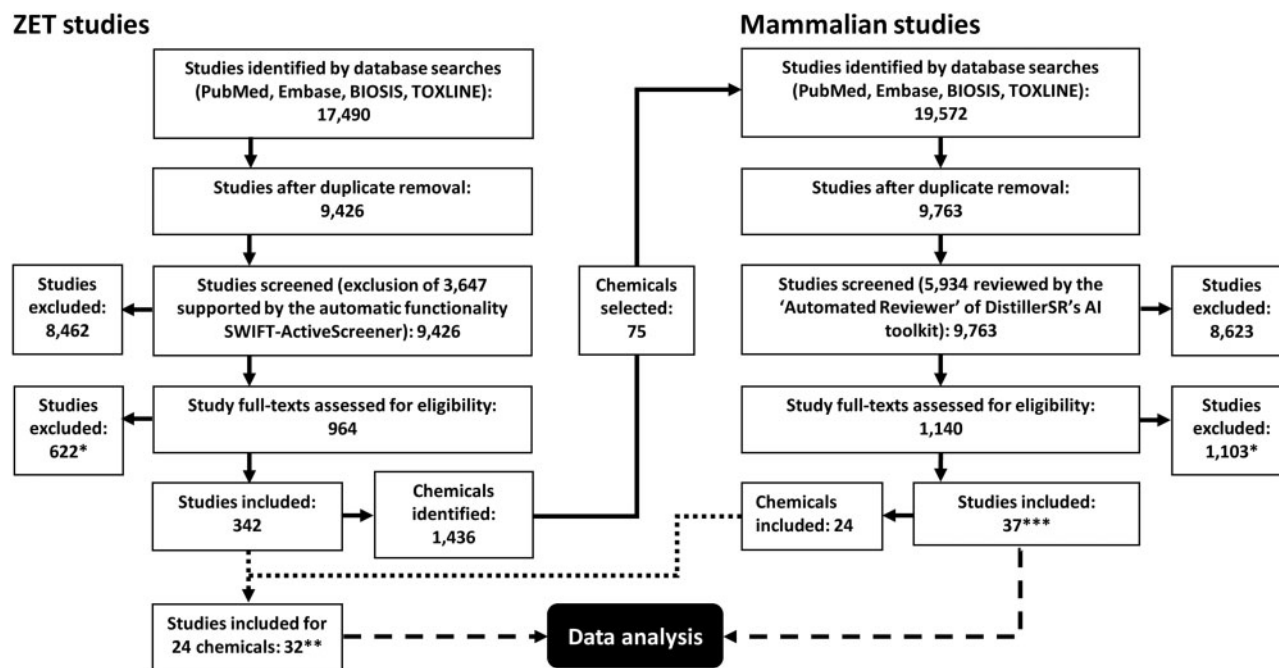 ZET studies
Studies identified by database searches
(PubMed, Embase, BIOSIS, TOXLINE):
17,490
Studies after duplicate removal:
9,426
Studies
excluded:
8,462
Studies screened (exclusion of 3,647
supported by the automatic functionality
SWIFT-ActiveScreener): 9,426
Studies
excluded:
622*
Study full-texts assessed for eligibility:
964
Studies included:
342
Chemicals
identified:
1,436
Chemicals
selected:
75
Studies included for
24 chemicals: 32**
Mammalian studies
Studies identified by database searches
(PubMed, Embase, BIOSIS, TOXLINE):
19,572
Studies after duplicate removal:
9,763
Studies screened (5,934 reviewed by the
‘Automated Reviewer’ of DistillerSR’s AI
toolkit): 9,763
Studies
excluded:
8,623
Study full-texts assessed for eligibility:
1,140
Studies
excluded:
1,103*
Chemicals
included: 24
Studies included:
37***
Data analysis